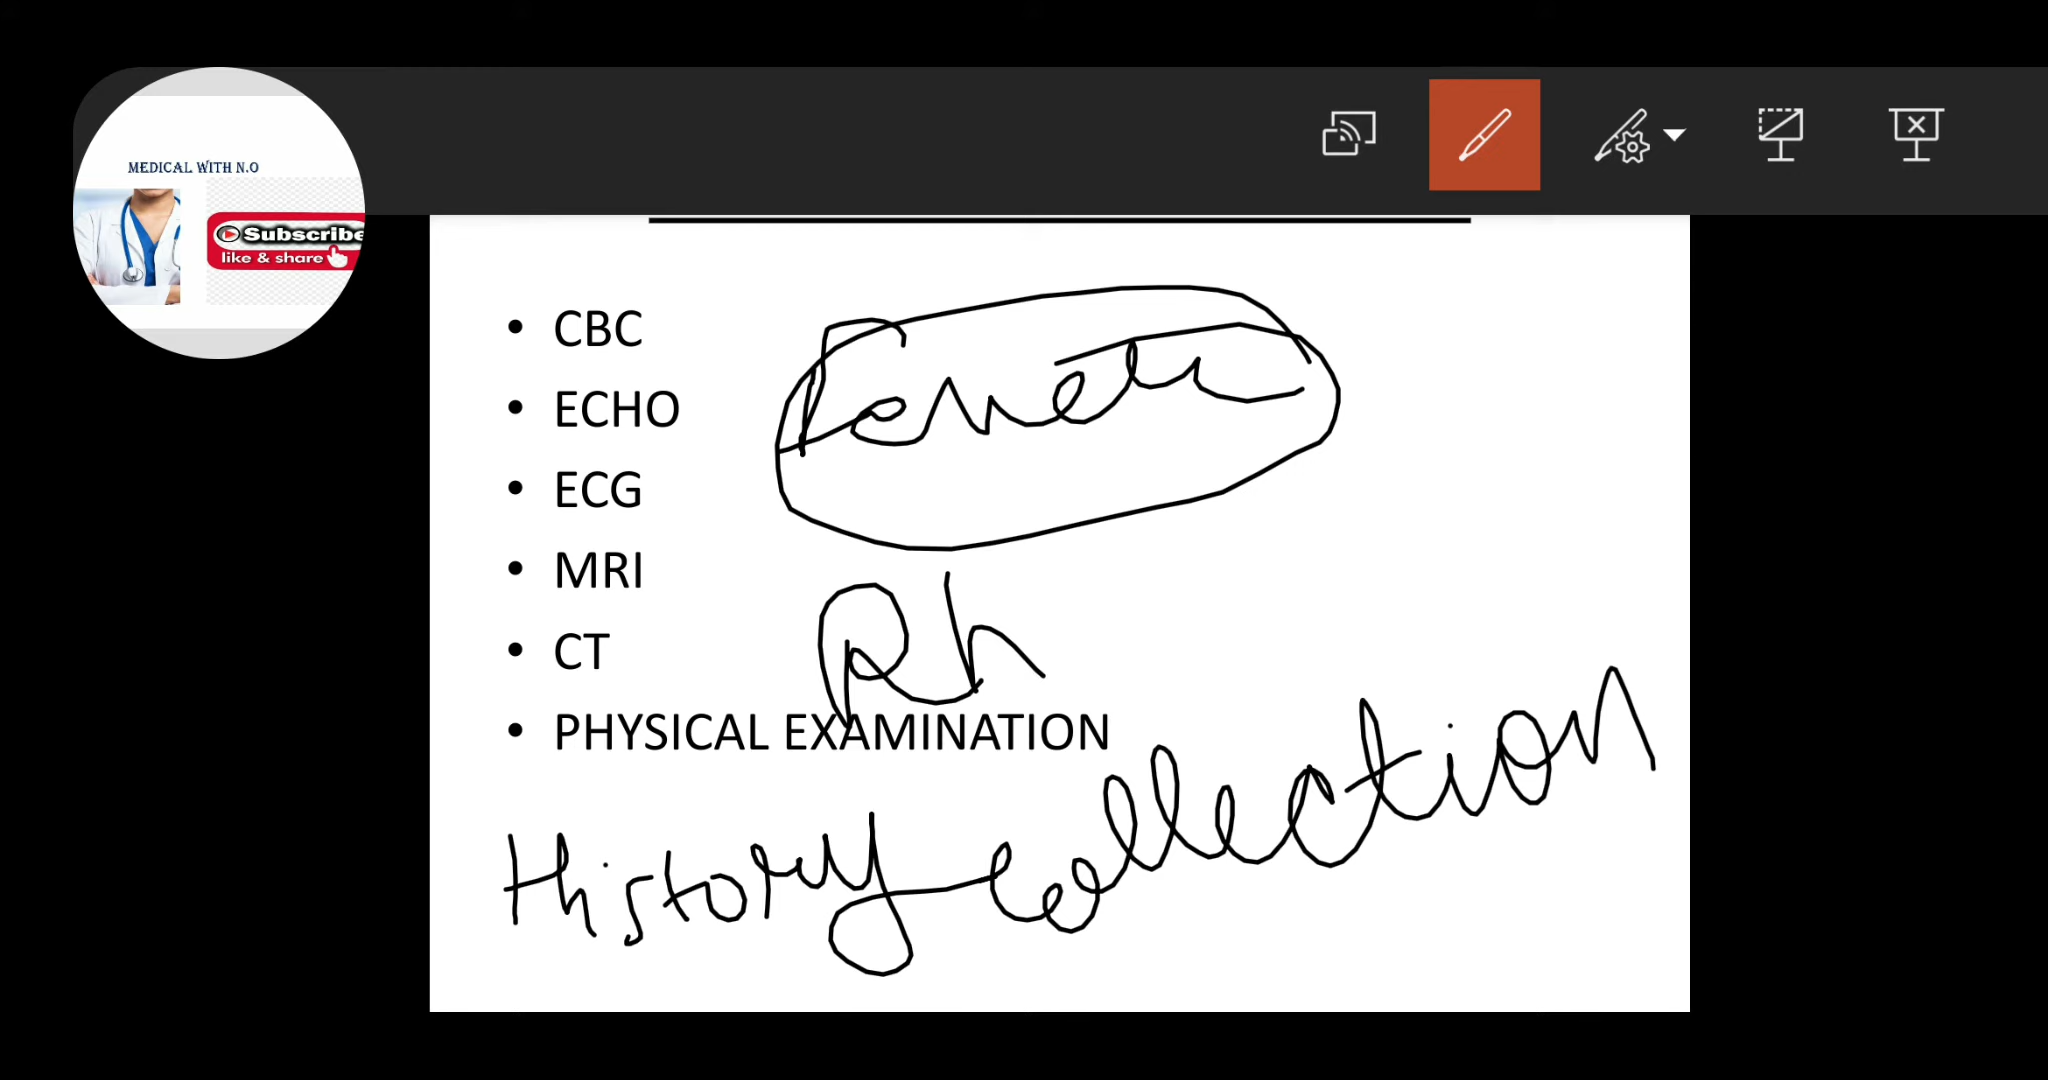 MEDICAL WITH N.O
Subscribe
like & share
• CBC
• ECHO
• ECG
• MRI
• CT
Rh
• PHYSICAL EXAMINATION
History collection